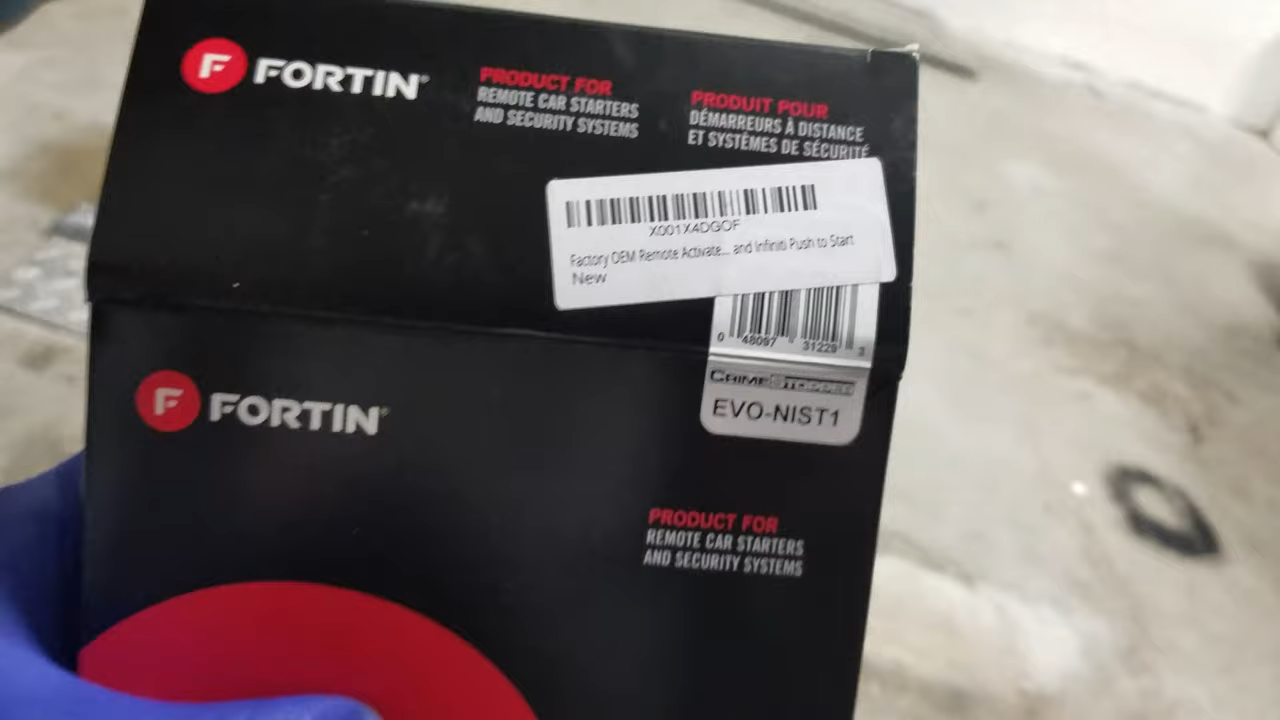 F FORTIN®
PRODUCT FOR
REMOTE CAR STARTERS
AND SECURITY SYSTEMS
PRODUIT POUR
DÉMARREURS À DISTANCE
ET SYSTÈMES DE SÉCURITÉ
X001X4DGOF
Factory OEM Remote Activate... and Infiniti Push to Start
New
0 48097 31229 3
CRIMESTOPPER
EVO-NIST1
F FORTIN®
PRODUCT FOR
REMOTE CAR STARTERS
AND SECURITY SYSTEMS